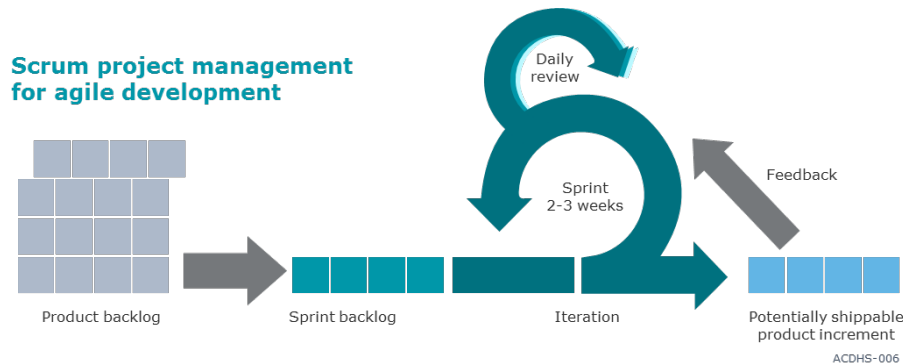 Scrum project management
for agile development
Daily
review
Sprint
2-3 weeks
Feedback
Product backlog
Sprint backlog
Iteration
Potentially shippable
product increment
ACDHS-006